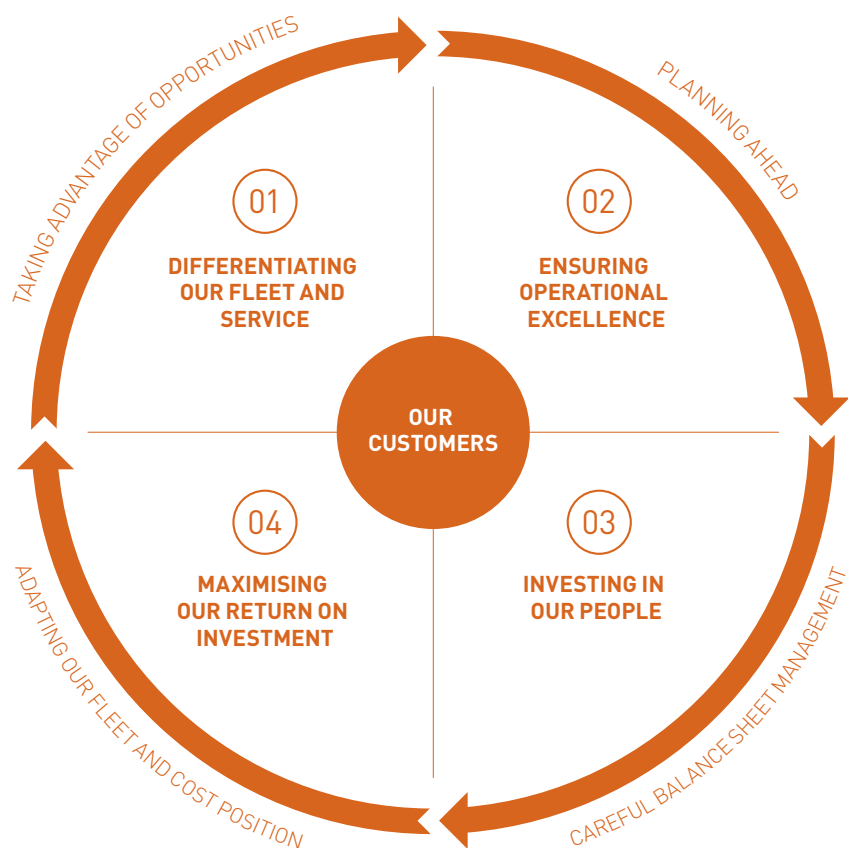 TAKING ADVANTAGE OF OPPORTUNITIES
PLANNING AHEAD
01
DIFFERENTIATING
OUR FLEET AND
SERVICE
02
ENSURING
OPERATIONAL
EXCELLENCE
OUR
CUSTOMERS
04
MAXIMISING
OUR RETURN ON
INVESTMENT
03
INVESTING IN
OUR PEOPLE
ADAPTING OUR FLEET AND COST POSITION
CAREFUL BALANCE SHEET MANAGEMENT